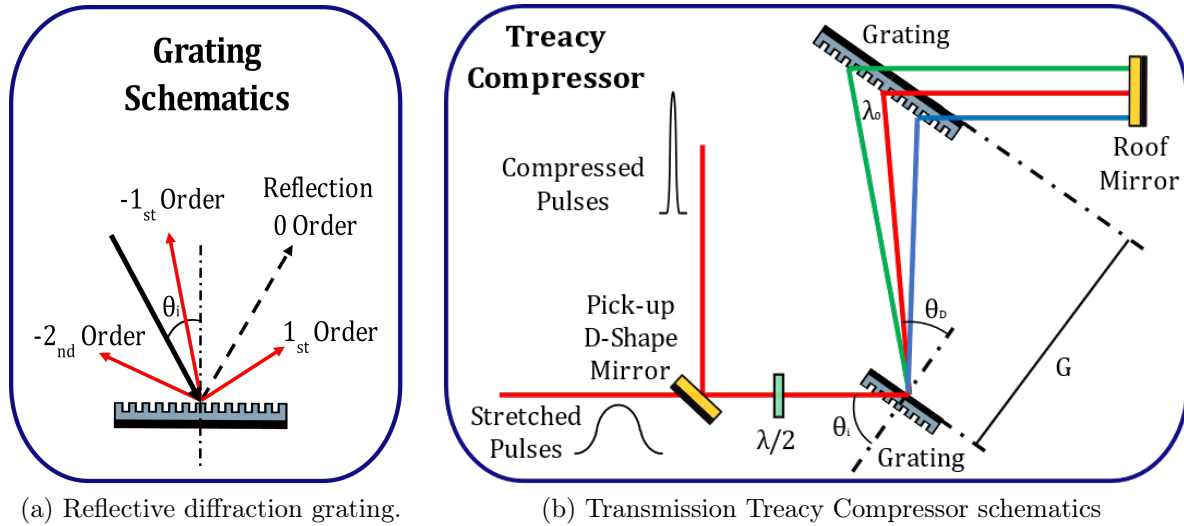 Grating
Schematics
-1st Order
Reflection
0 Order
θi
-2nd Order
1st Order
(a) Reflective diffraction grating.
Treacy
Compressor
Grating
λ0
Compressed
Pulses
Roof
Mirror
Pick-up
D-Shape
Mirror
θD
G
Stretched
Pulses
λ/2
θi
Grating
(b) Transmission Treacy Compressor schematics